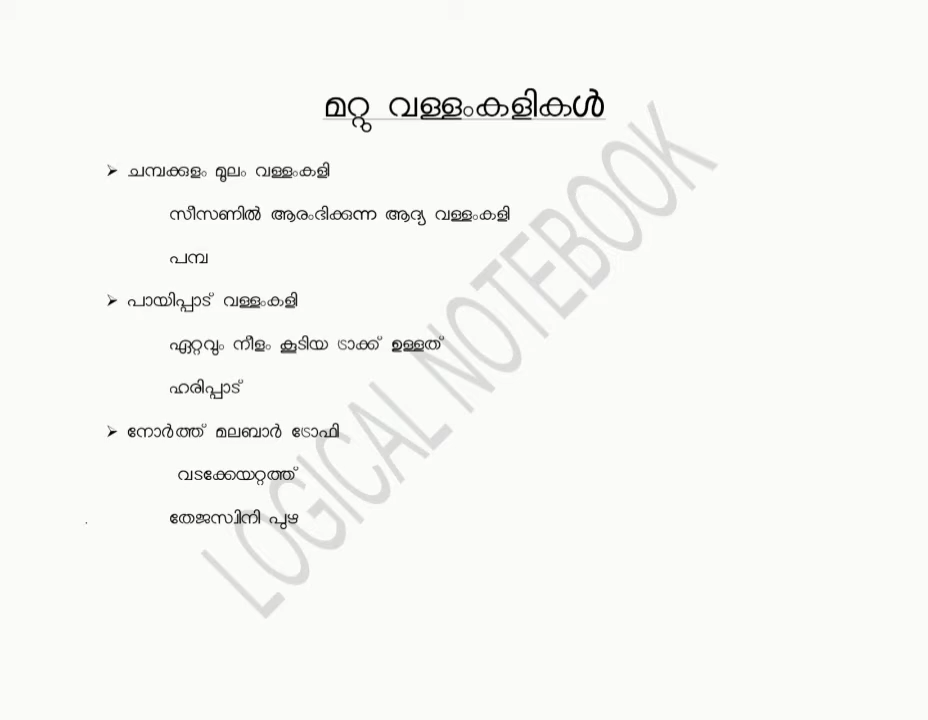 മറ്റു വള്ളംകളികൾ
➢ ചമ്പക്കുളം മൂലം വള്ളംകളി
സീസണിൽ ആരംഭിക്കുന്ന ആദ്യ വള്ളംകളി
പമ്പ
➢ പായിപ്പാട് വള്ളംകളി
ഏറ്റവും നീളം കൂടിയ ട്രാക്ക് ഉള്ളത്
ഹരിപ്പാട്
➢ നോർത്ത് മലബാർ ട്രോഫി
വടക്കേയറ്റത്ത്
തേജസ്വിനി പുഴ
LOGICAL NOTEBOOK